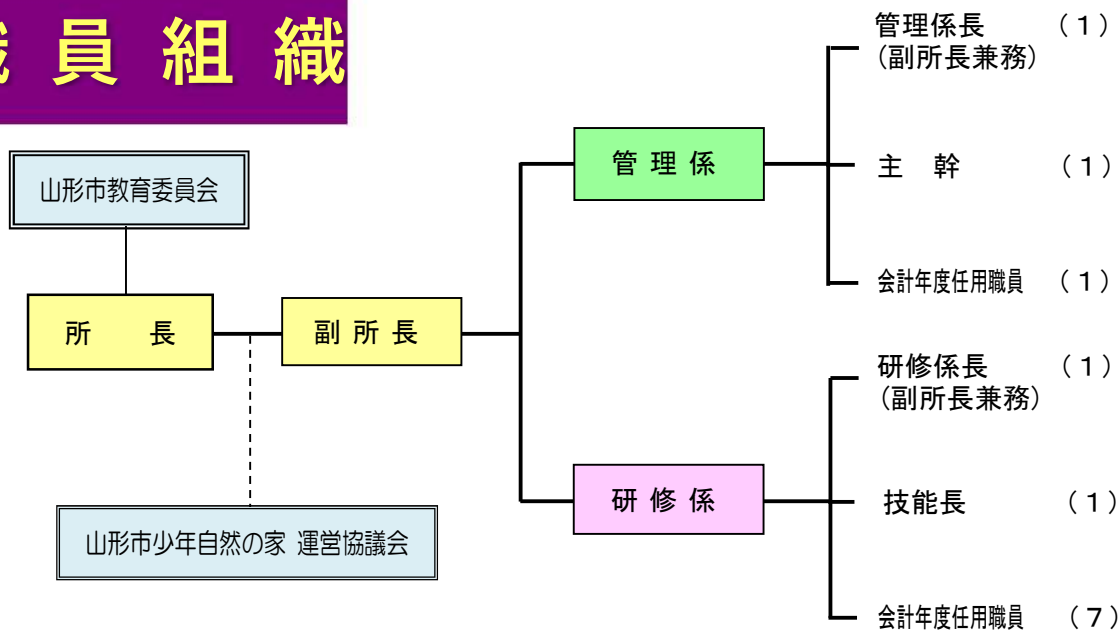 職 員 組 織
山形市教育委員会
所　　長
副 所 長
山形市少年自然の家 運営協議会
管 理 係
管理係長　　（１）
(副所長兼務)
主　幹　　　（１）
会計年度任用職員　（１）
研 修 係
研修係長　　（１）
(副所長兼務)
技能長　　　（１）
会計年度任用職員　（７）